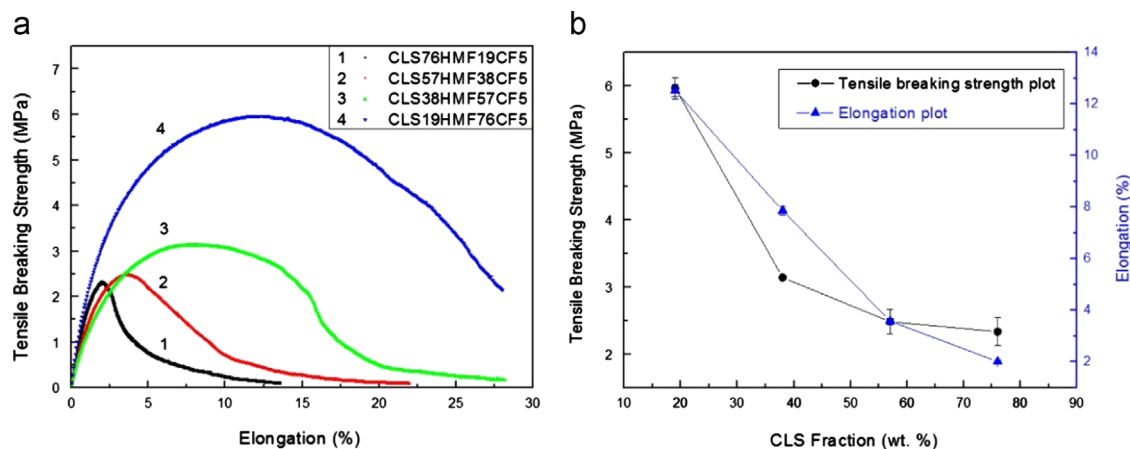 a
Tensile Breaking Strength (MPa)
7
6
5
4
3
2
1
0
0 5 10 15 20 25 30
Elongation (%)
1 CLS76HMF19CF5
2 CLS57HMF38CF5
3 CLS38HMF57CF5
4 CLS19HMF76CF5
4
3
2
1
b
Tensile Breaking Strength (MPa)
6
5
4
3
2
10 20 30 40 50 60 70 80 90
CLS Fraction (wt. %)
Tensile breaking strength plot
Elongation plot
14
12
10
8
6
4
2
Elongation (%)